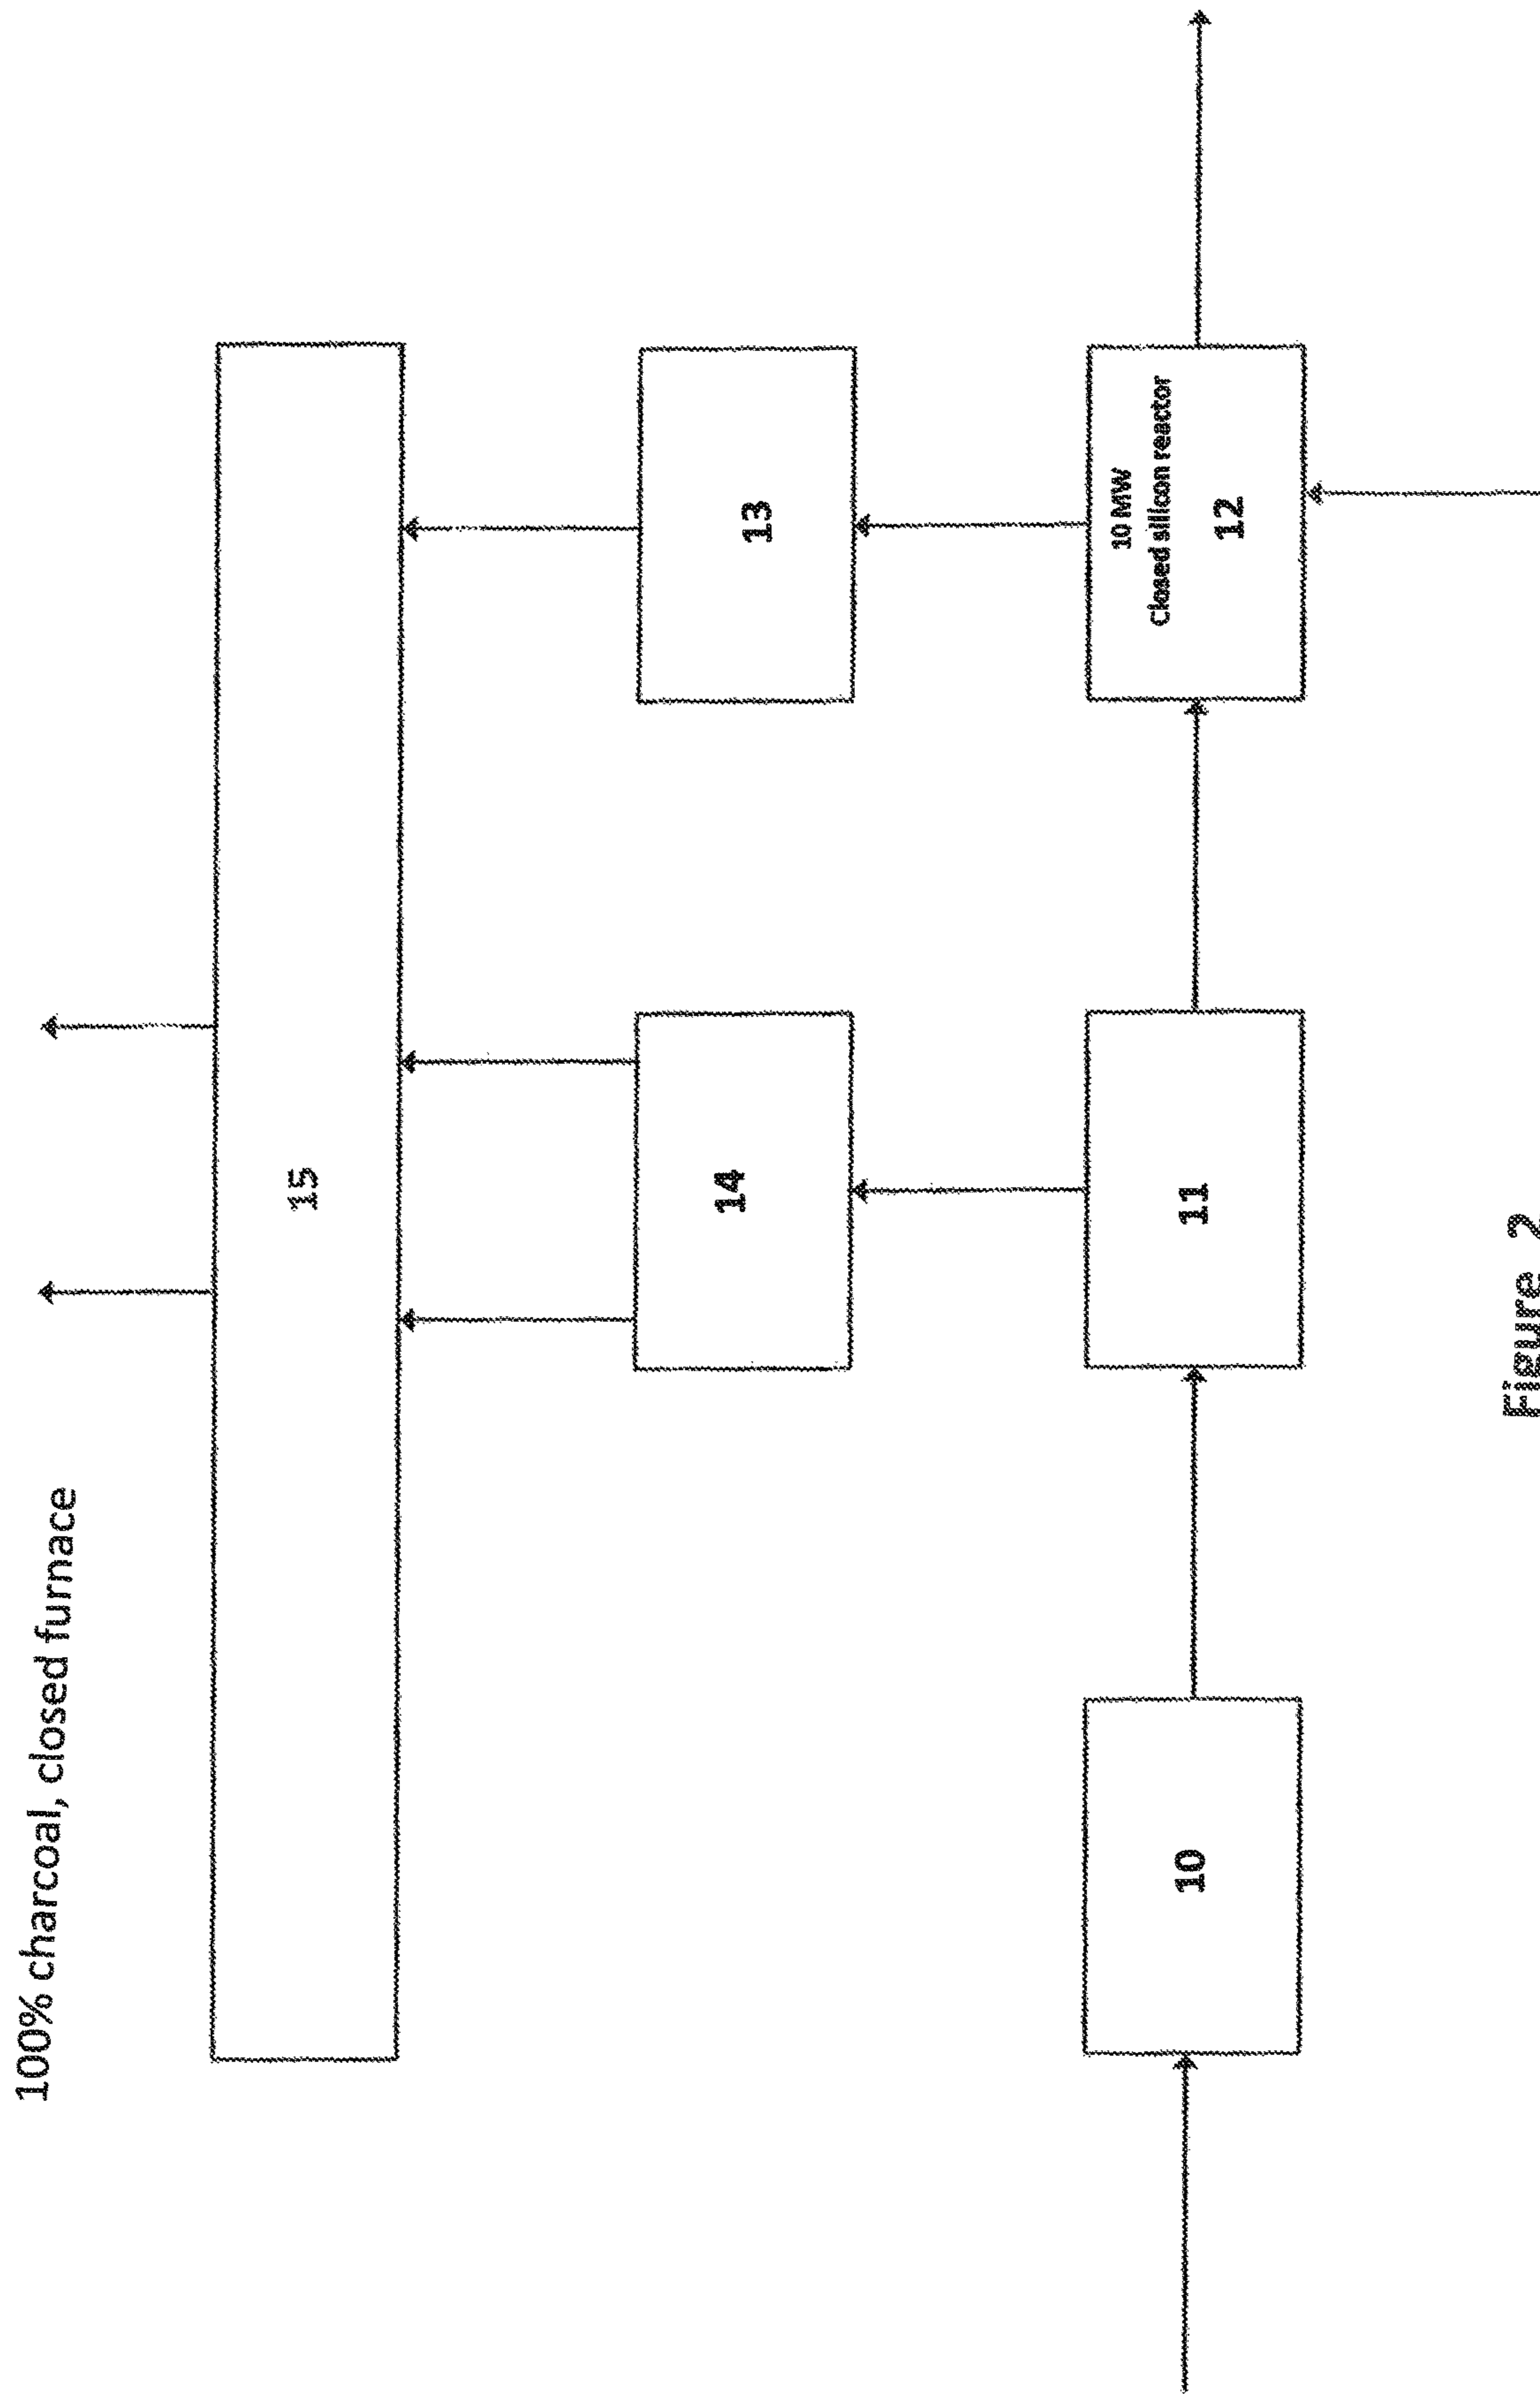 100% charcoal, closed furnace
15
14
13
10
11
10 MW
Closed silicon reactor
12
Figure 2